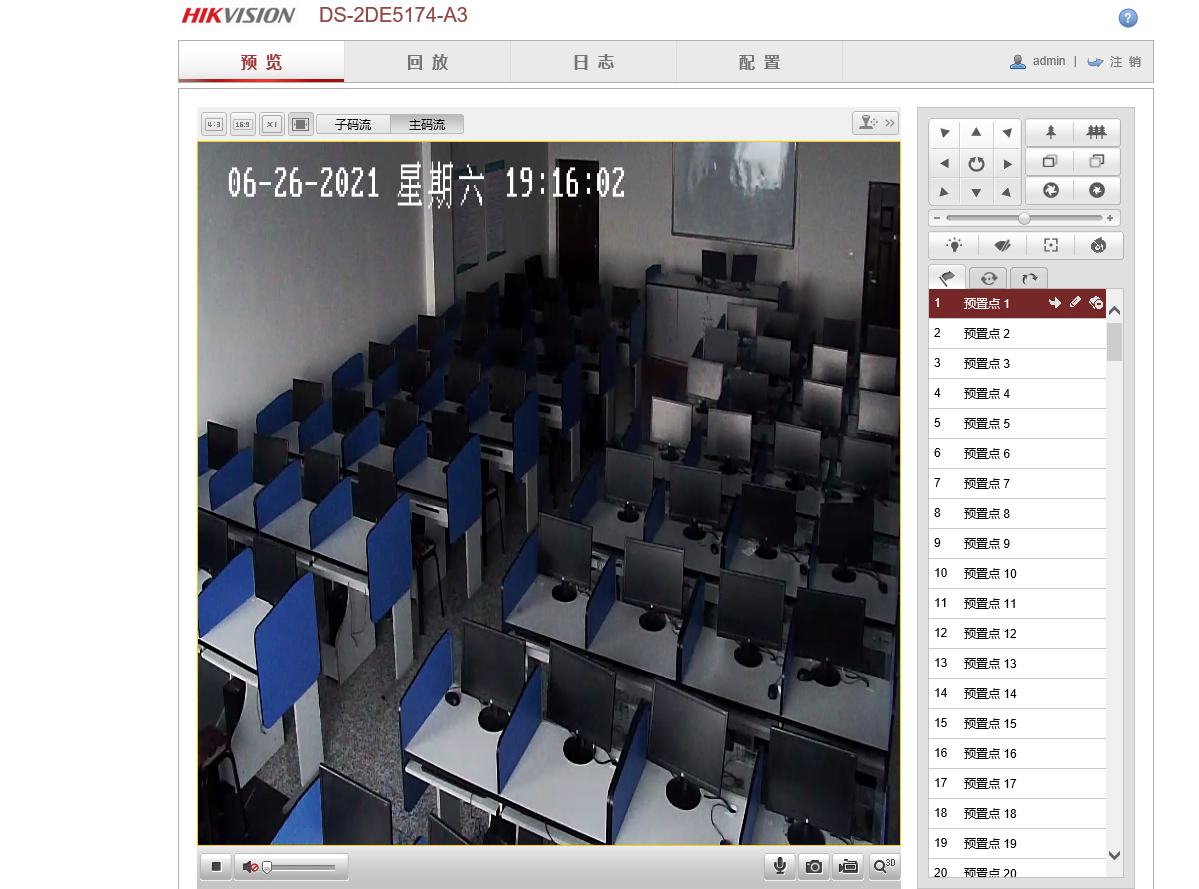 HIKVISION DS-2DE5174-A3
预览 回放 日志 配置 admin | 注销
4:3 16:9 X1 子码流 主码流
06-26-2021 星期六 19:16:02
1 预置点 1
2 预置点 2
3 预置点 3
4 预置点 4
5 预置点 5
6 预置点 6
7 预置点 7
8 预置点 8
9 预置点 9
10 预置点 10
11 预置点 11
12 预置点 12
13 预置点 13
14 预置点 14
15 预置点 15
16 预置点 16
17 预置点 17
18 预置点 18
19 预置点 19
20 预置点 20
3D